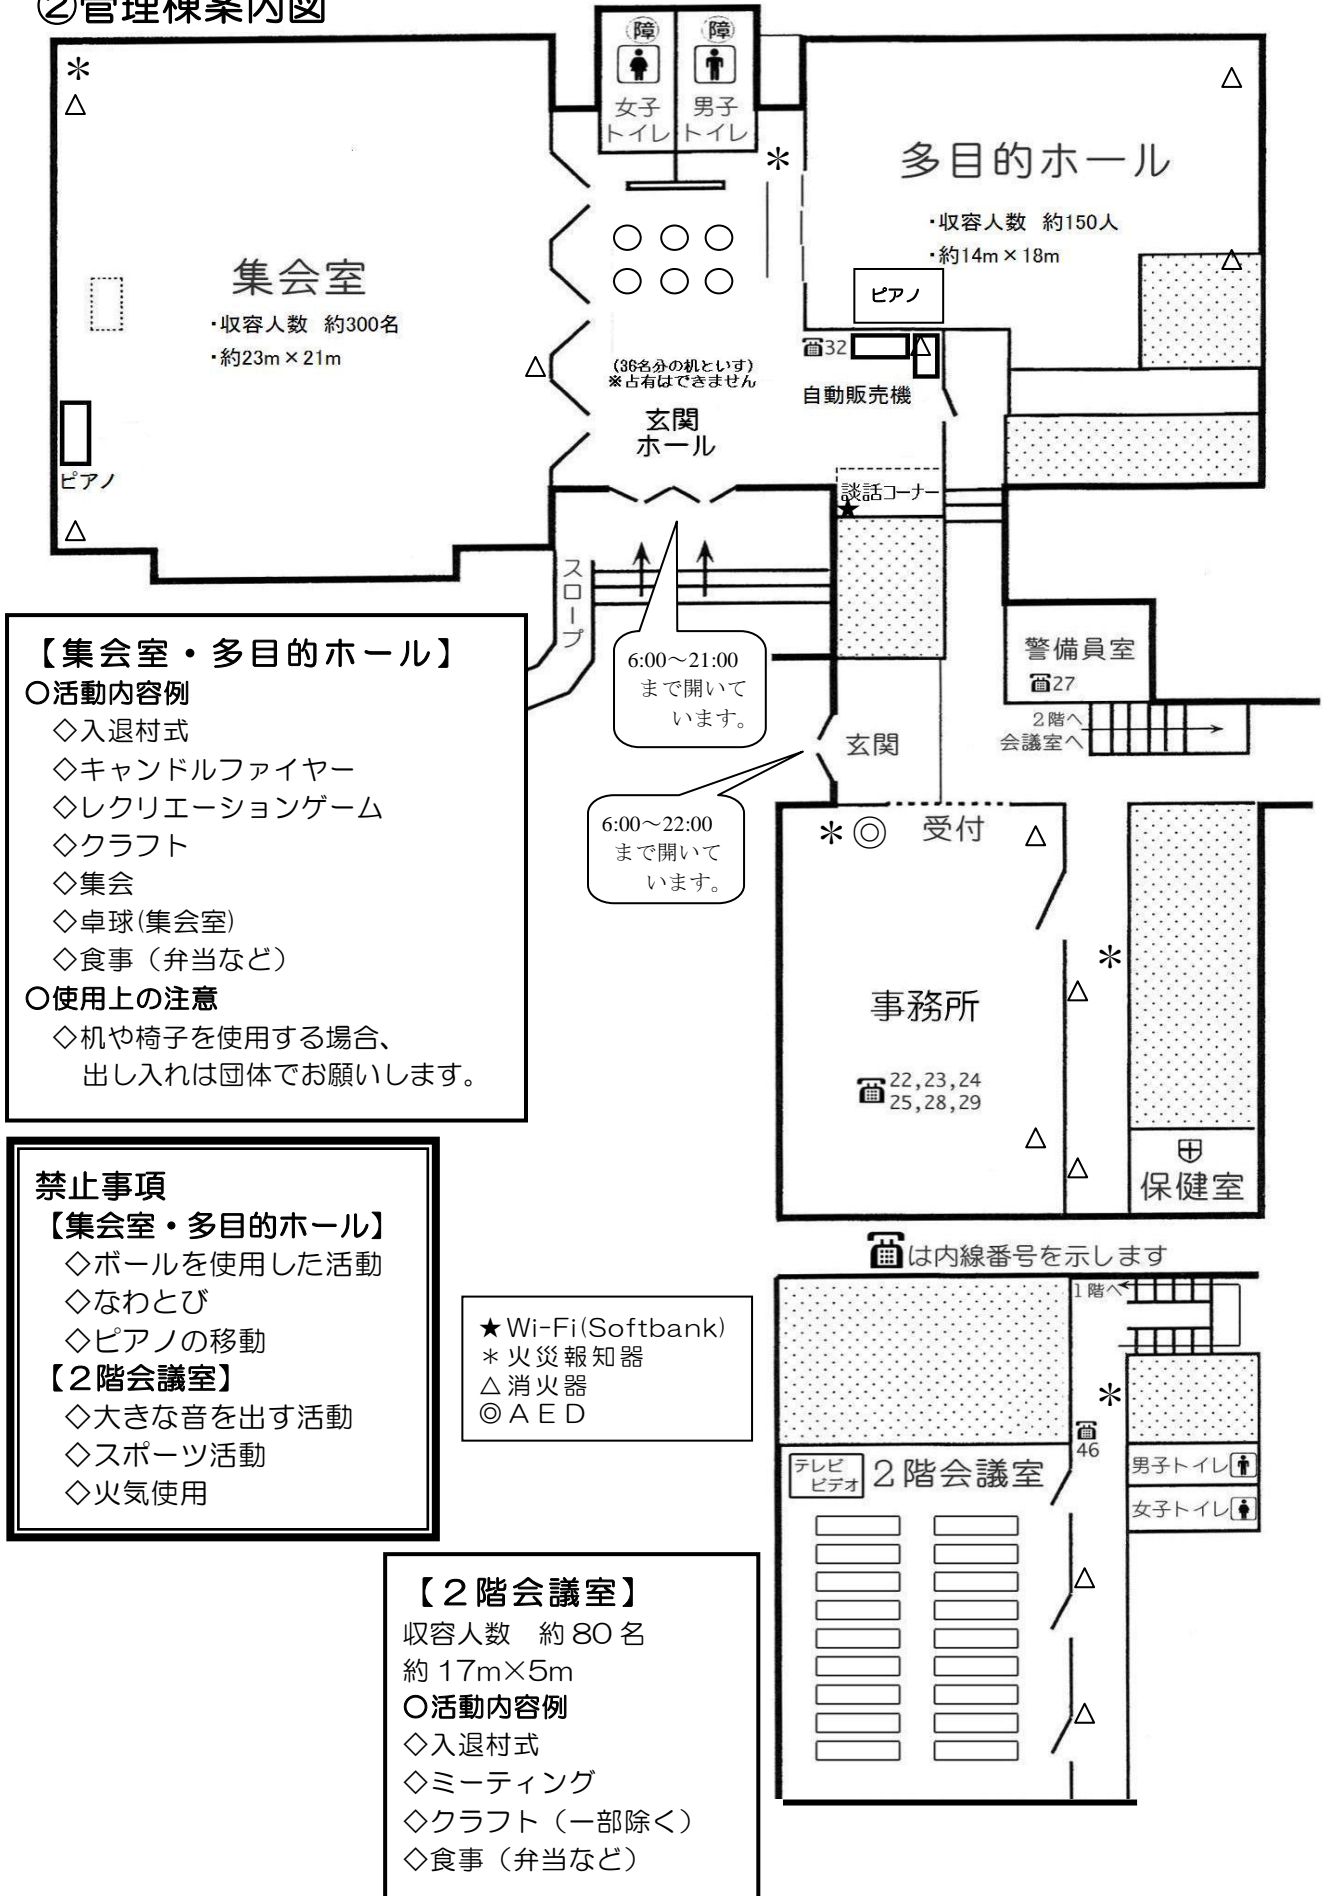 ②管理棟案内図
障
障
女子
トイレ
男子
トイレ
＊
△
＊
△
多目的ホール
・収容人数 約150人
・約14m×18m
△
ピアノ
集会室
・収容人数 約300名
・約23m×21m
△
ピアノ
△
☎32
△
自動販売機
(36名分の机といす)
※占有はできません
玄関
ホール
談話コーナー
★
スロープ
6:00～21:00
まで開いて
います。
警備員室
☎27
2階へ
会議室へ
玄関
6:00～22:00
まで開いて
います。
＊ ◎ 受付 △
＊
△
事務所
☎22,23,24
25,28,29
△
△
保健室
☎は内線番号を示します
【集会室・多目的ホール】
○活動内容例
◇入退村式
◇キャンドルファイヤー
◇レクリエーションゲーム
◇クラフト
◇集会
◇卓球(集会室)
◇食事（弁当など）
○使用上の注意
◇机や椅子を使用する場合、
出し入れは団体でお願いします。
禁止事項
【集会室・多目的ホール】
◇ボールを使用した活動
◇なわとび
◇ピアノの移動
【２階会議室】
◇大きな音を出す活動
◇スポーツ活動
◇火気使用
★Wi-Fi(Softbank)
＊火災報知器
△消火器
◎ＡＥＤ
1階へ
＊
☎
46
テレビ
ビデオ
２階会議室
男子トイレ
女子トイレ
△
△
【２階会議室】
収容人数　約80名
約17m×5m
○活動内容例
◇入退村式
◇ミーティング
◇クラフト（一部除く）
◇食事（弁当など）